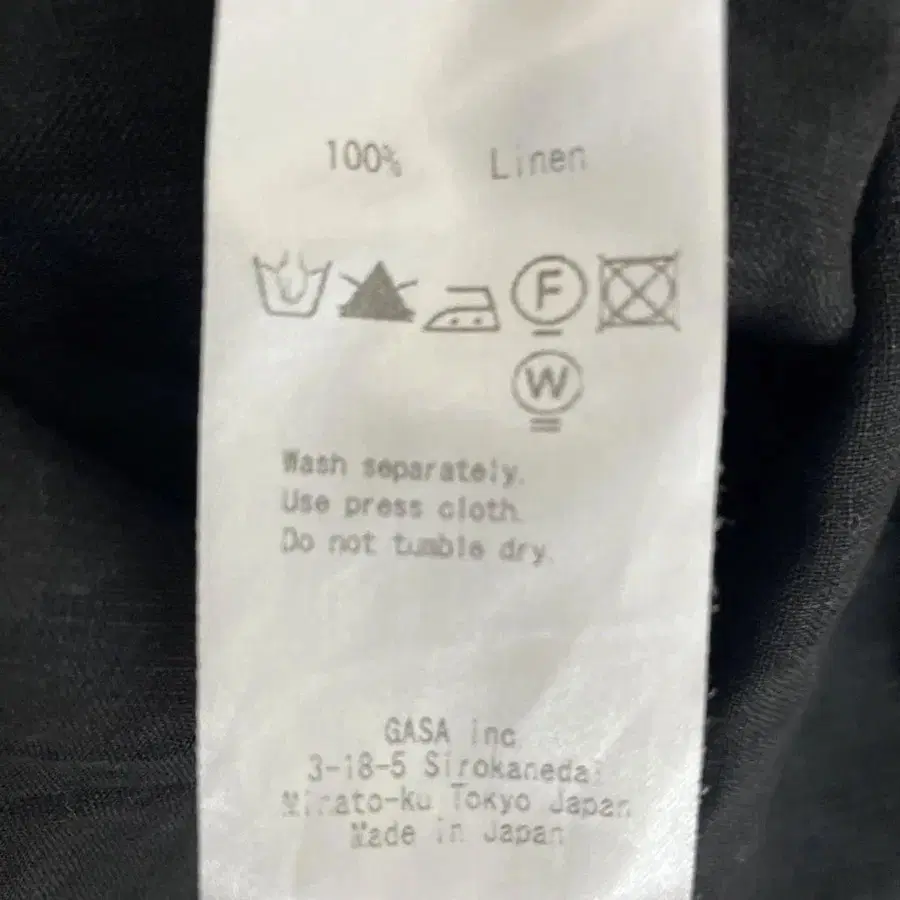 100% Linen
F
W
Wash separately.
Use press cloth.
Do not tumble dry.
GASA inc
3-18-5 Sirokanedai
Minato-ku Tokyo Japan
Made in Japan